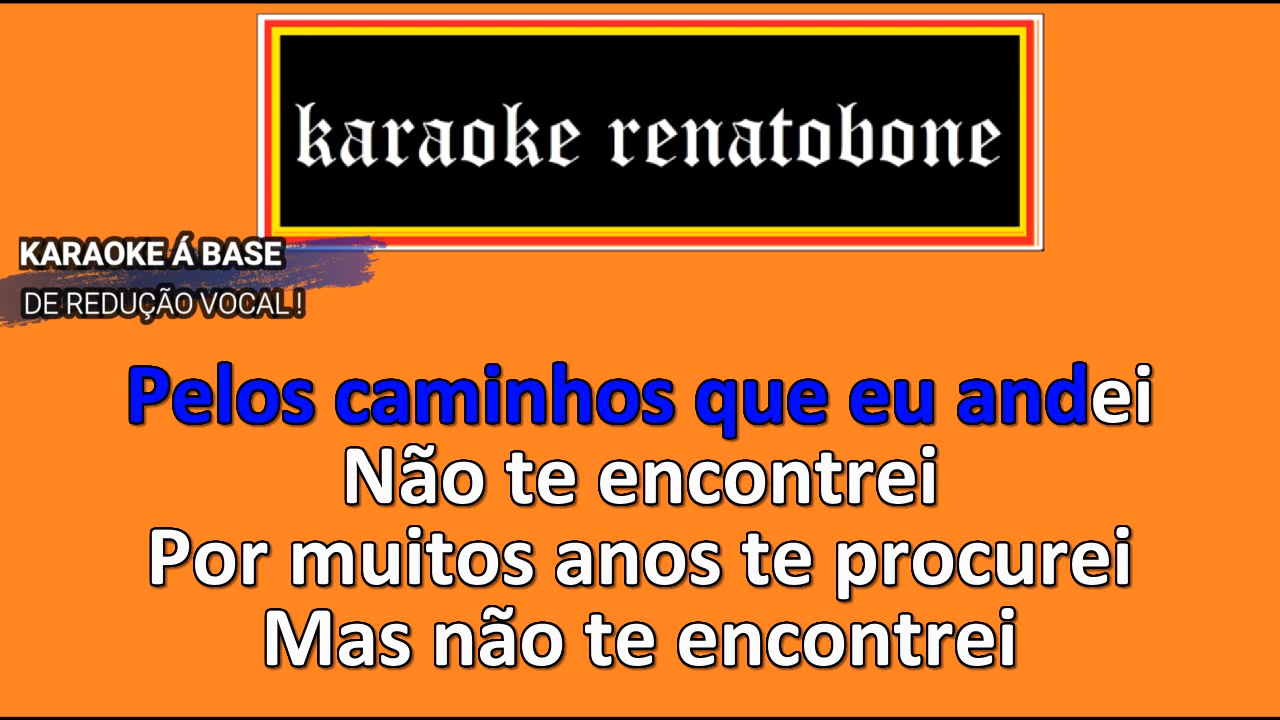 karaoke renatobone
KARAOKE Á BASE
DE REDUÇÃO VOCAL !
Pelos caminhos que eu andei
Não te encontrei
Por muitos anos te procurei
Mas não te encontrei